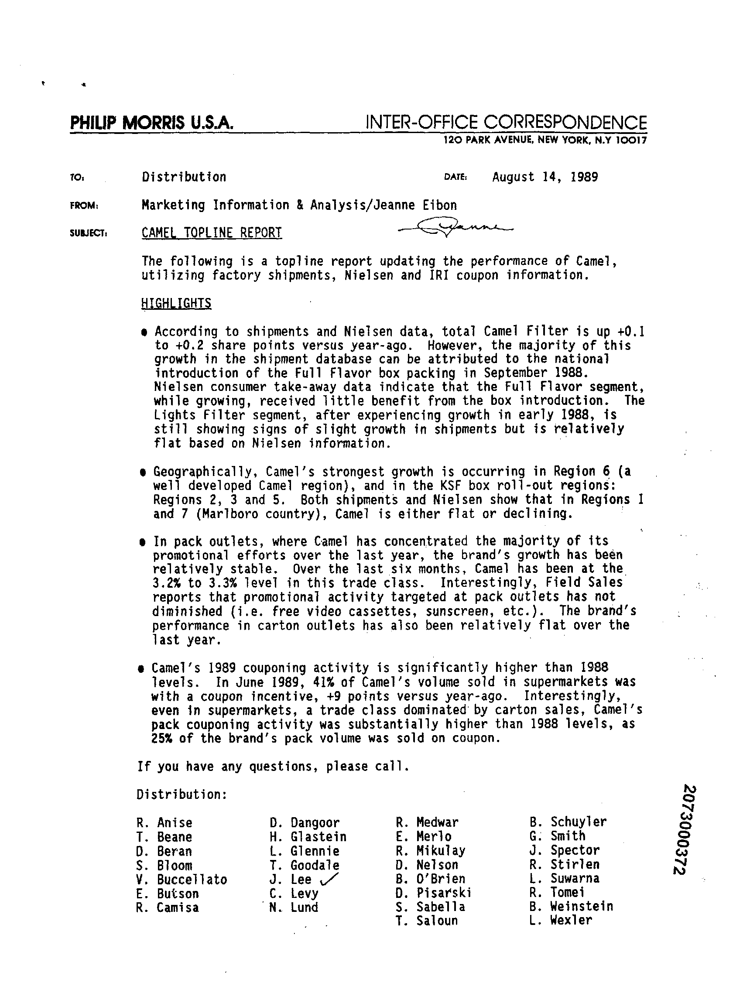 PHILIP MORRIS U.S.A. INTER-OFFICE CORRESPONDENCE
120 PARK AVENUE, NEW YORK, N.Y 10017
TO: Distribution DATE: August 14, 1989
FROM: Marketing Information & Analysis/Jeanne Eibon
Jeanne
SUBJECT: CAMEL TOPLINE REPORT
The following is a topline report updating the performance of Camel,
utilizing factory shipments, Nielsen and IRI coupon information.
HIGHLIGHTS
• According to shipments and Nielsen data, total Camel Filter is up +0.1
to +0.2 share points versus year-ago. However, the majority of this
growth in the shipment database can be attributed to the national
introduction of the Full Flavor box packing in September 1988.
Nielsen consumer take-away data indicate that the Full Flavor segment,
while growing, received little benefit from the box introduction. The
Lights Filter segment, after experiencing growth in early 1988, is
still showing signs of slight growth in shipments but is relatively
flat based on Nielsen information.
• Geographically, Camel's strongest growth is occurring in Region 6 (a
well developed Camel region), and in the KSF box roll-out regions:
Regions 2, 3 and 5. Both shipments and Nielsen show that in Regions 1
and 7 (Marlboro country), Camel is either flat or declining.
• In pack outlets, where Camel has concentrated the majority of its
promotional efforts over the last year, the brand's growth has been
relatively stable. Over the last six months, Camel has been at the
3.2% to 3.3% level in this trade class. Interestingly, Field Sales
reports that promotional activity targeted at pack outlets has not
diminished (i.e. free video cassettes, sunscreen, etc.). The brand's
performance in carton outlets has also been relatively flat over the
last year.
• Camel's 1989 couponing activity is significantly higher than 1988
levels. In June 1989, 41% of Camel's volume sold in supermarkets was
with a coupon incentive, +9 points versus year-ago. Interestingly,
even in supermarkets, a trade class dominated by carton sales, Camel's
pack couponing activity was substantially higher than 1988 levels, as
25% of the brand's pack volume was sold on coupon.
If you have any questions, please call.
Distribution:
R. Anise D. Dangoor R. Medwar B. Schuyler
T. Beane H. Glastein E. Merlo G. Smith
D. Beran L. Glennie R. Mikulay J. Spector
S. Bloom T. Goodale D. Nelson R. Stirlen
V. Buccellato J. Lee ✓ B. O'Brien L. Suwarna
E. Butson C. Levy D. Pisarski R. Tomei
R. Camisa N. Lund S. Sabella B. Weinstein
T. Saloun L. Wexler
2073000372